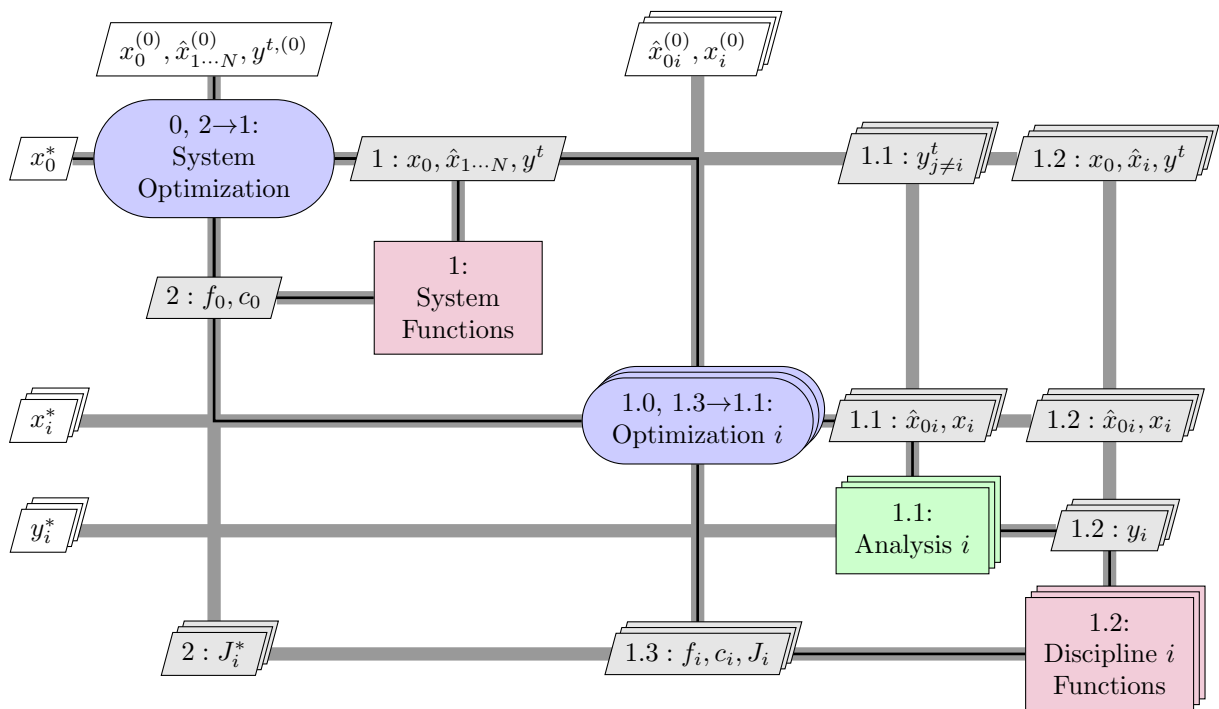 x_0^{(0)}, \hat{x}_{1⋯N}^{(0)}, y^{t,(0)}
\hat{x}_{0i}^{(0)}, x_i^{(0)}
x_0^*
0, 2→1:
System
Optimization
1 : x_0, \hat{x}_{1⋯N}, y^t
1.1 : y_{j≠i}^t
1.2 : x_0, \hat{x}_i, y^t
2 : f_0, c_0
1:
System
Functions
x_i^*
1.0, 1.3→1.1:
Optimization i
1.1 : \hat{x}_{0i}, x_i
1.2 : \hat{x}_{0i}, x_i
y_i^*
1.1:
Analysis i
1.2 : y_i
2 : J_i^*
1.3 : f_i, c_i, J_i
1.2:
Discipline i
Functions